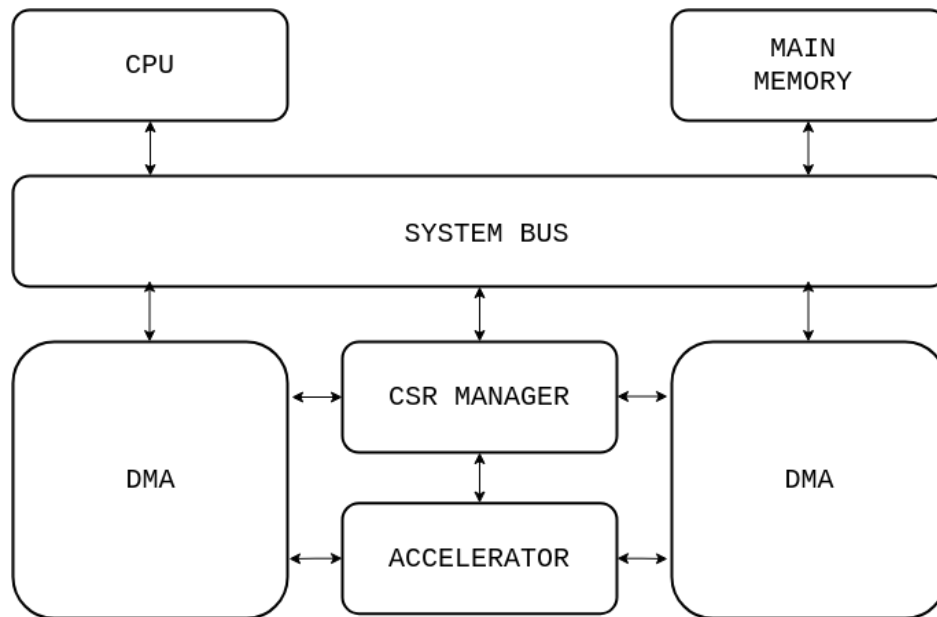 CPU
MAIN
MEMORY
SYSTEM BUS
DMA
CSR MANAGER
DMA
ACCELERATOR